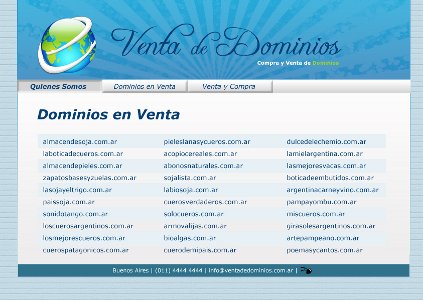 Venta de Dominios
Compra y Venta de Dominios
Quienes Somos Dominios en Venta Venta y Compra
Dominios en Venta
almacendesoja.com.ar pieleslanasycueros.com.ar dulcedelechemio.com.ar
laboticadecueros.com.ar acopiocereales.com.ar lamielargentina.com.ar
almacendepieles.com.ar abonosnaturales.com.ar lasmejoresvacas.com.ar
zapatosbasesyzuelas.com.ar sojalista.com.ar boticadeembutidos.com.ar
lasojayeltrigo.com.ar labiosoja.com.ar argentinacarneyvino.com.ar
paissoja.com.ar cuerosverdaderos.com.ar pampayombu.com.ar
sonidotango.com.ar solocueros.com.ar miscueros.com.ar
loscuerosargentinos.com.ar armovalijas.com.ar girasolesargentinos.com.ar
losmejorescueros.com.ar bioalgas.com.ar artepampeano.com.ar
cuerospatagonicos.com.ar cuerodemipais.com.ar poemasycantos.com.ar
Buenos Aires | (011) 4444 4444 | info@ventadedominios.com.ar |